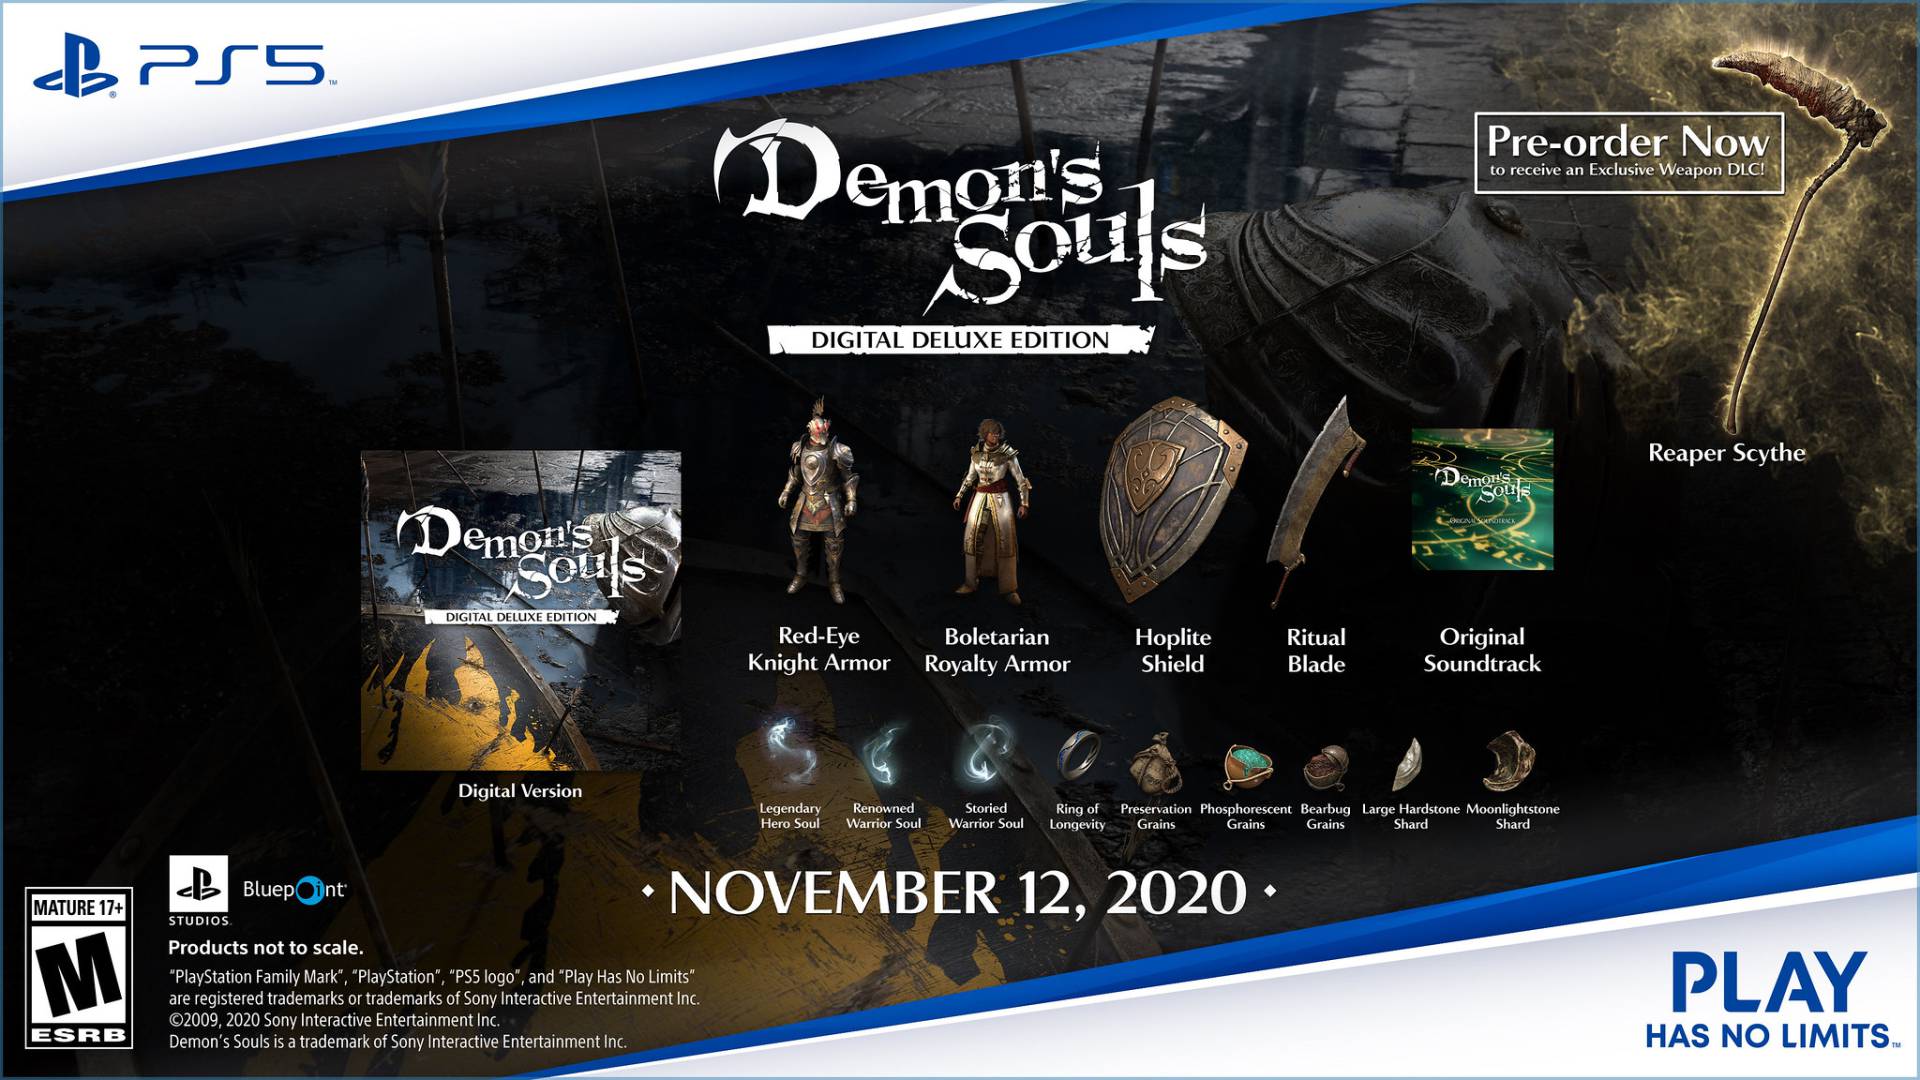 PS5
Demon's
Souls
DIGITAL DELUXE EDITION
Pre-order Now
to receive an Exclusive Weapon DLC!
Reaper Scythe
Demon's
Souls
DIGITAL DELUXE EDITION
Digital Version
Red-Eye
Knight Armor
Boletarian
Royalty Armor
Hoplite
Shield
Ritual
Blade
Demon's
Souls
ORIGINAL SOUNDTRACK
Original
Soundtrack
Legendary
Hero Soul
Renowned
Warrior Soul
Storied
Warrior Soul
Ring of
Longevity
Preservation
Grains
Phosphorescent
Grains
Bearbug
Grains
Large Hardstone
Shard
Moonlightstone
Shard
• NOVEMBER 12, 2020 •
MATURE 17+
M
ESRB
STUDIOS
Bluepoint
Products not to scale.
"PlayStation Family Mark", "PlayStation", "PS5 logo", and "Play Has No Limits"
are registered trademarks or trademarks of Sony Interactive Entertainment Inc.
©2009, 2020 Sony Interactive Entertainment Inc.
Demon's Souls is a trademark of Sony Interactive Entertainment Inc.
PLAY
HAS NO LIMITS™